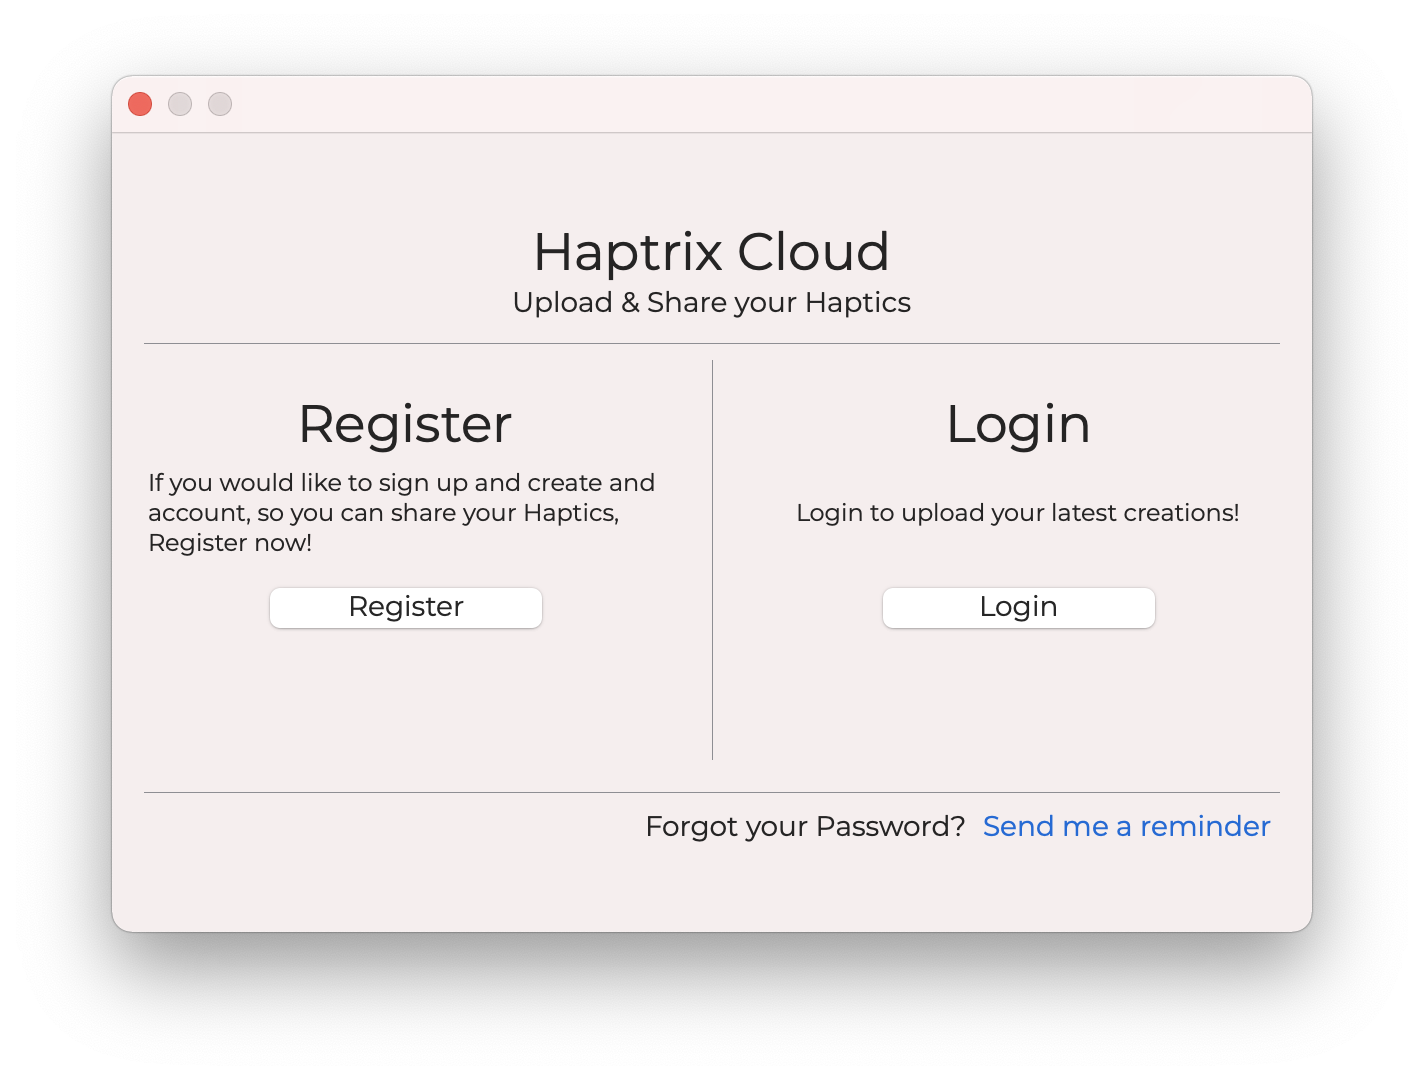 Haptrix Cloud
Upload & Share your Haptics
Register
If you would like to sign up and create and
account, so you can share your Haptics,
Register now!
Register
Login
Login to upload your latest creations!
Login
Forgot your Password? Send me a reminder